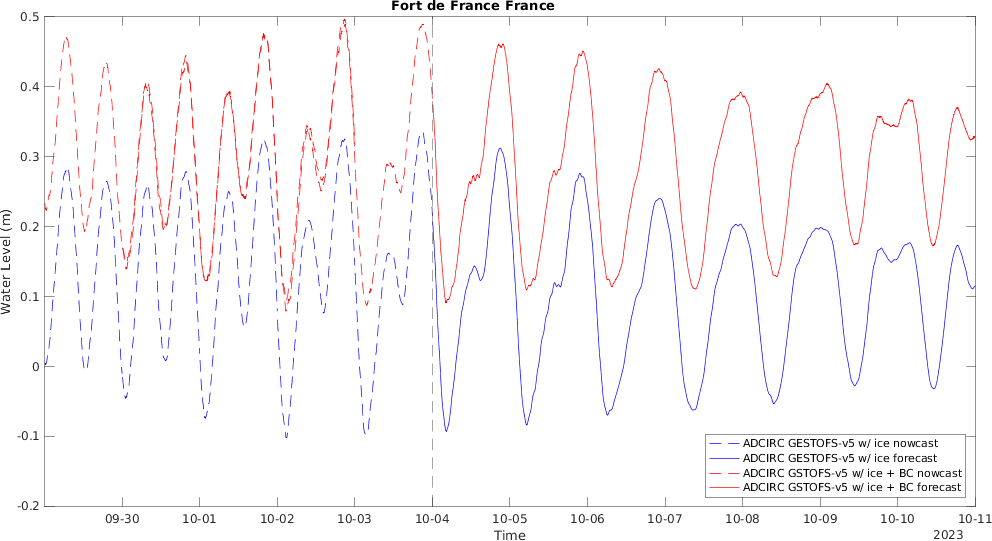 Fort de France France
0.5
0.4
0.3
0.2
0.1
0
-0.1
-0.2
Water Level (m)
ADCIRC GESTOFS-v5 w/ ice nowcast
ADCIRC GESTOFS-v5 w/ ice forecast
ADCIRC GSTOFS-v5 w/ ice + BC nowcast
ADCIRC GSTOFS-v5 w/ ice + BC forecast
09-30 10-01 10-02 10-03 10-04 10-05 10-06 10-07 10-08 10-09 10-10 10-11
Time
2023